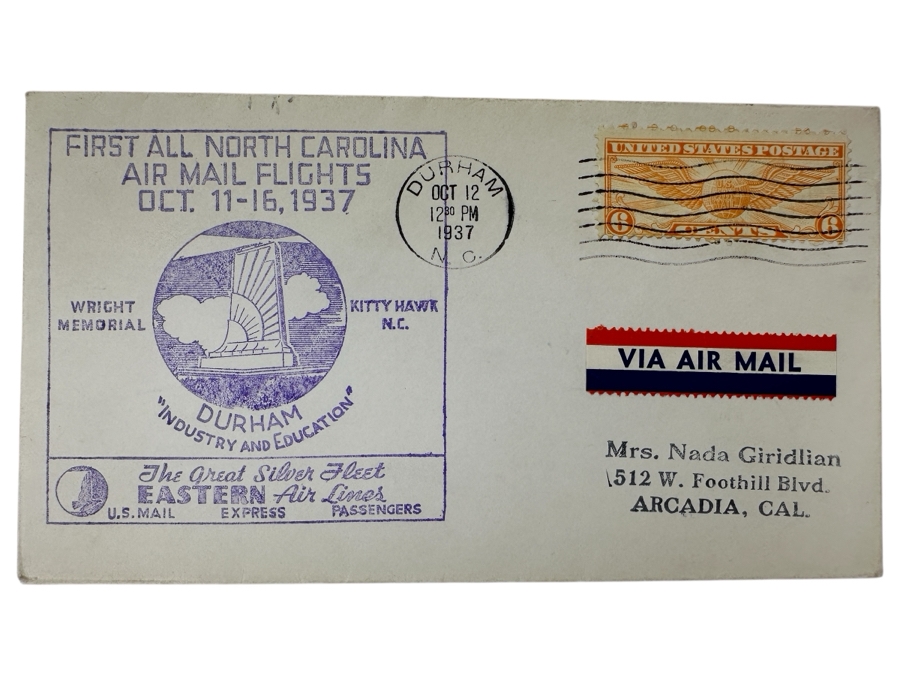 FIRST ALL NORTH CAROLINA
AIR MAIL FLIGHTS
OCT. 11-16, 1937
WRIGHT
MEMORIAL
KITTY HAWK
N.C.
DURHAM
"INDUSTRY AND EDUCATION"
The Great Silver Fleet
EASTERN Air Lines
U.S. MAIL EXPRESS PASSENGERS
DURHAM
OCT 12
12 30 PM
1937
N. C.
UNITED STATES POSTAGE
6 CENTS 6
VIA AIR MAIL
Mrs. Nada Giridlian
1512 W. Foothill Blvd.
ARCADIA, CAL.